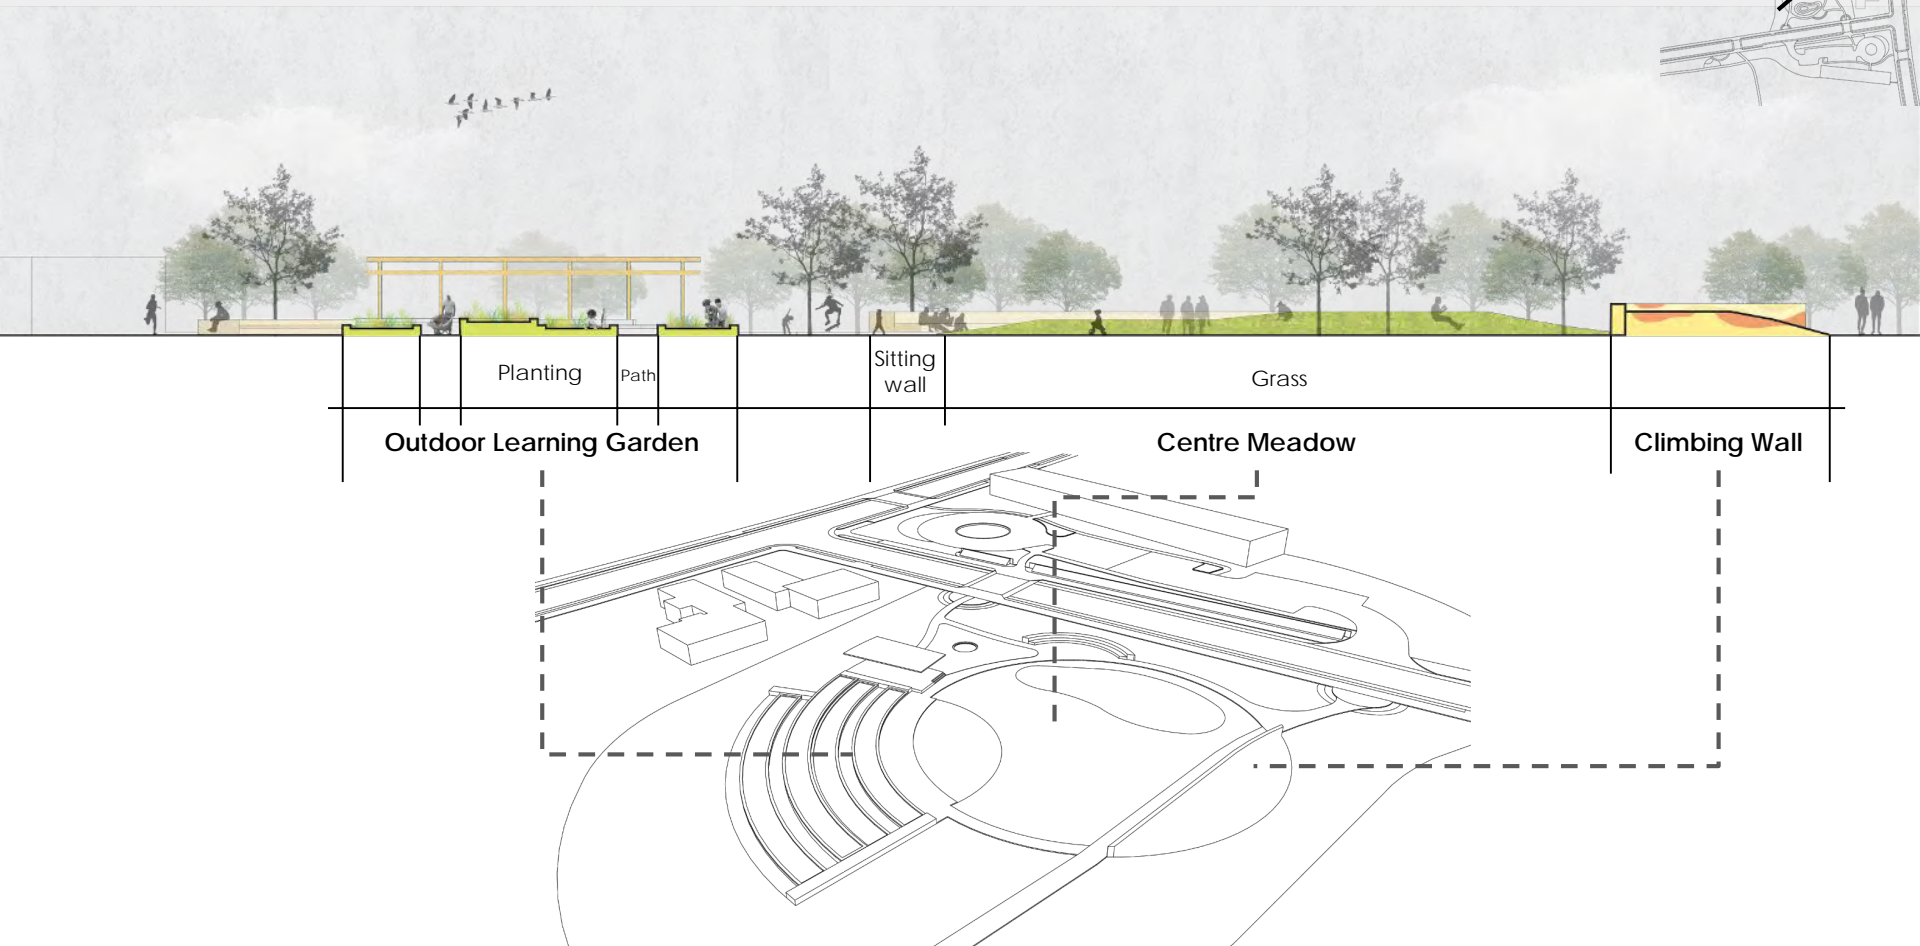 Planting
Path
Sitting
wall
Grass
Outdoor Learning Garden
Centre Meadow
Climbing Wall